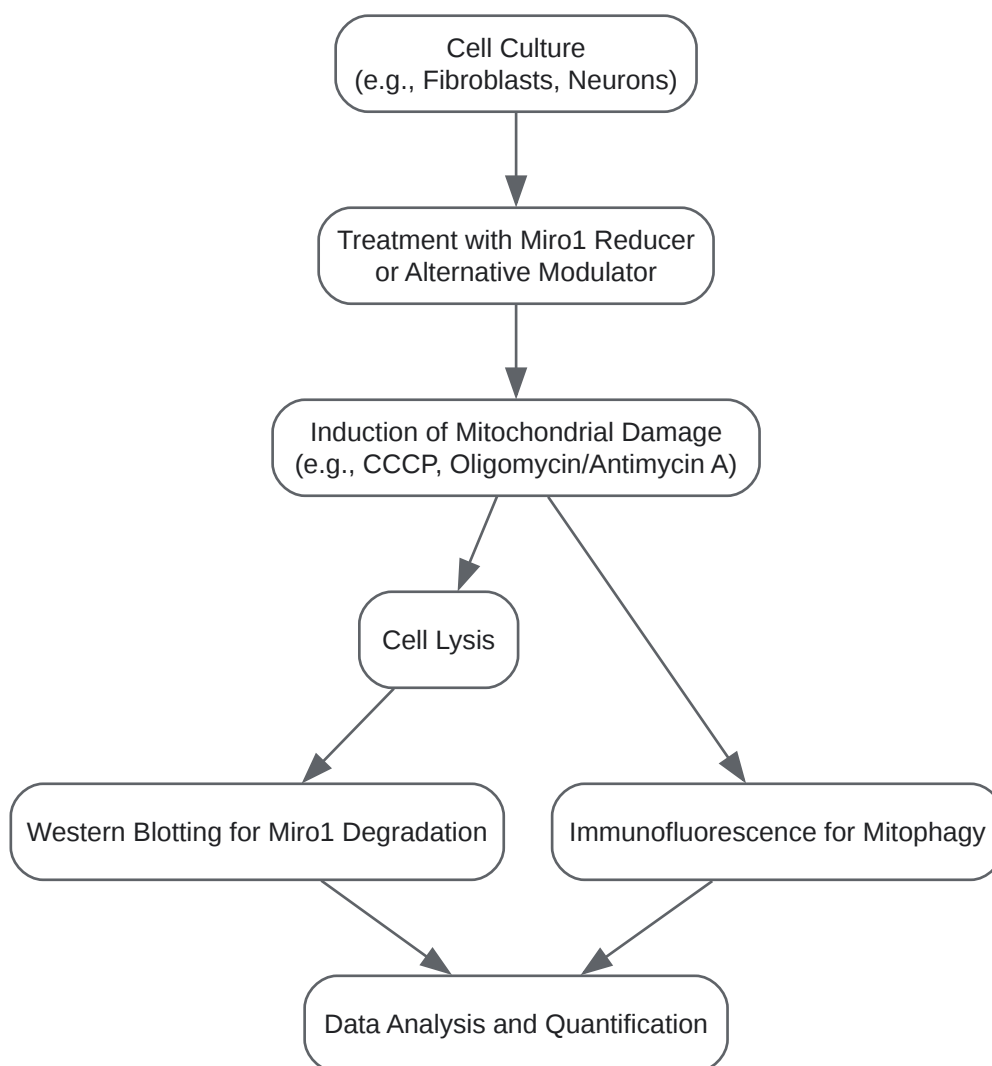 Cell Culture
(e.g., Fibroblasts, Neurons)
Treatment with Miro1 Reducer
or Alternative Modulator
Induction of Mitochondrial Damage
(e.g., CCCP, Oligomycin/Antimycin A)
Cell Lysis
Western Blotting for Miro1 Degradation
Immunofluorescence for Mitophagy
Data Analysis and Quantification